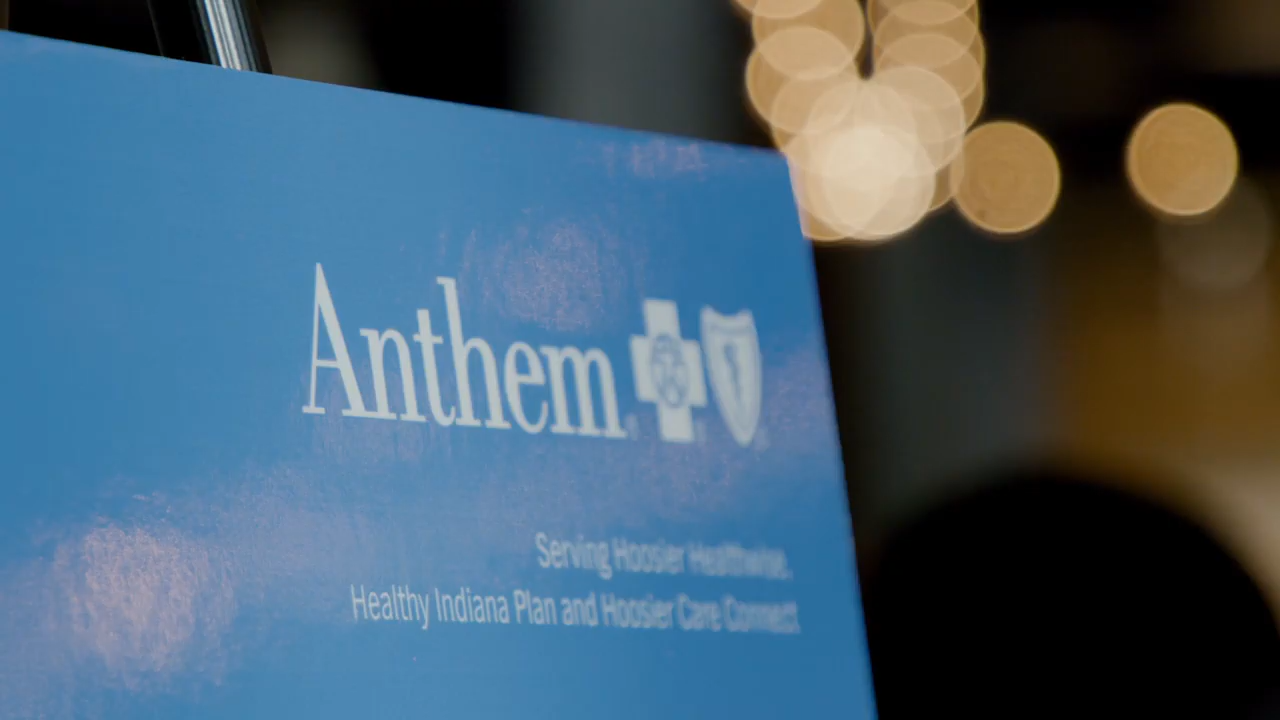 Anthem
Serving Hoosier Healthwise,
Healthy Indiana Plan and Hoosier Care Connect